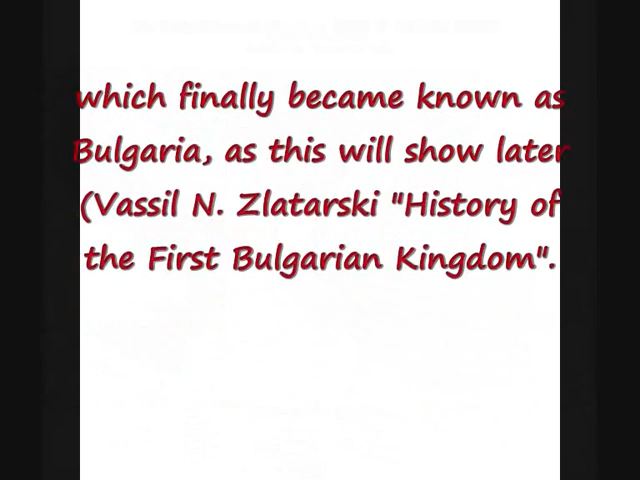 which finally became known as
Bulgaria, as this will show later
(Vassil N. Zlatarski "History of
the First Bulgarian Kingdom".